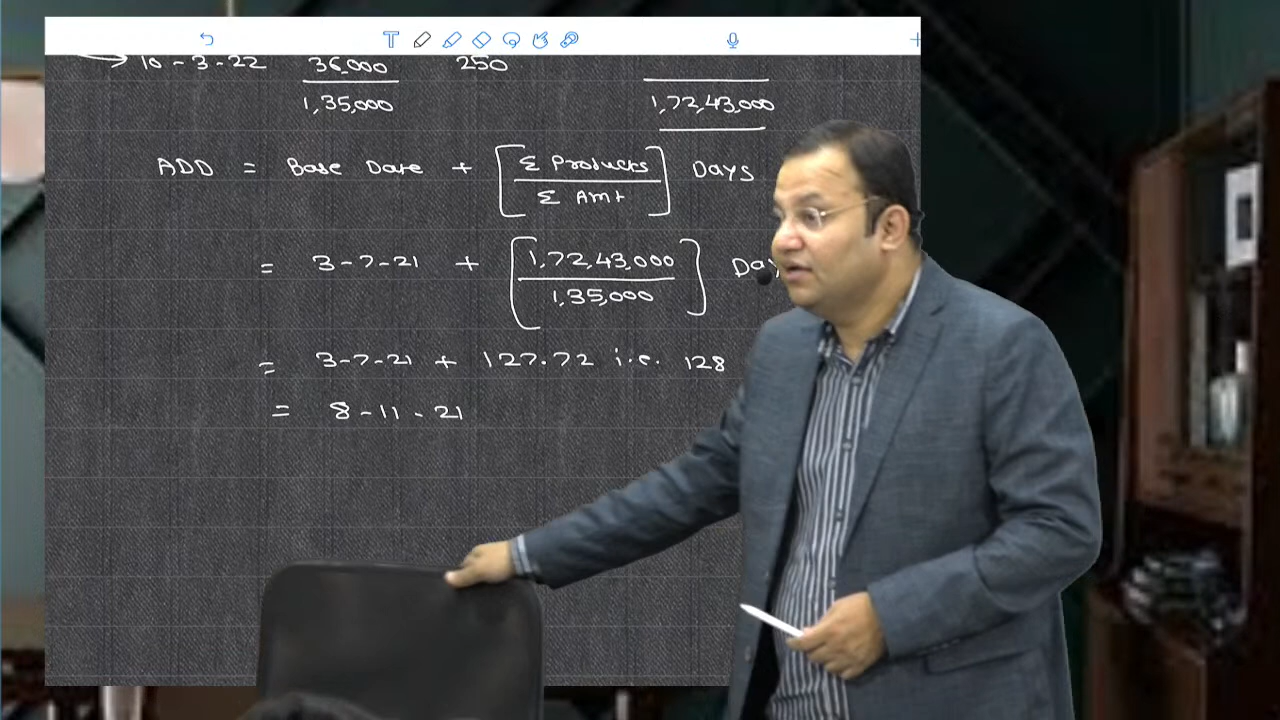 10-3-22 36,000 250
1,35,000 1,72,43,000
ADD = Base Date + [Σ Products / Σ Amt] Days
= 3-7-21 + [1,72,43,000 / 1,35,000] Day
= 3-7-21 + 127.72 i.e. 128
= 8-11-21